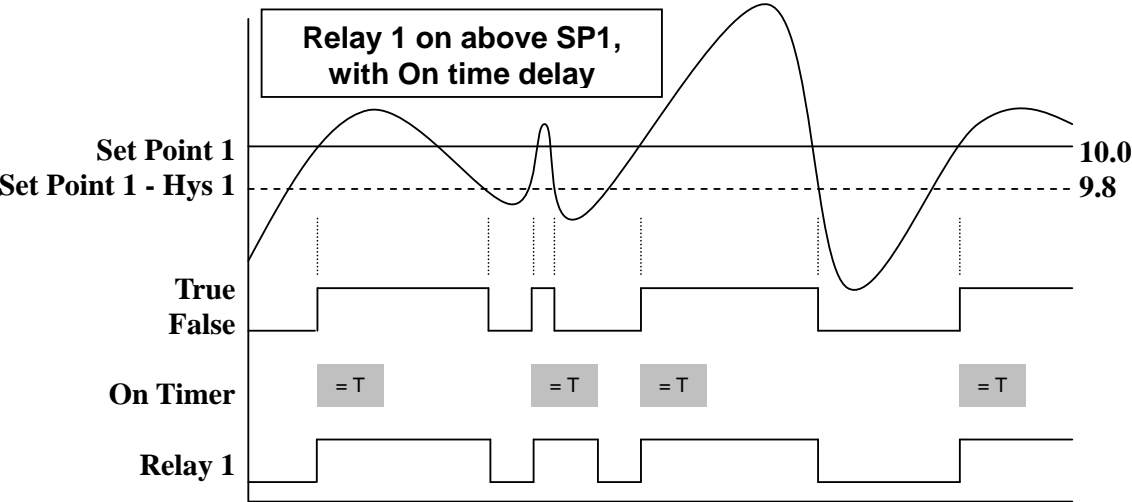 Relay 1 on above SP1,
with On time delay
Set Point 1
10.0
Set Point 1 - Hys 1
9.8
True
False
On Timer
= T
= T
= T
= T
Relay 1